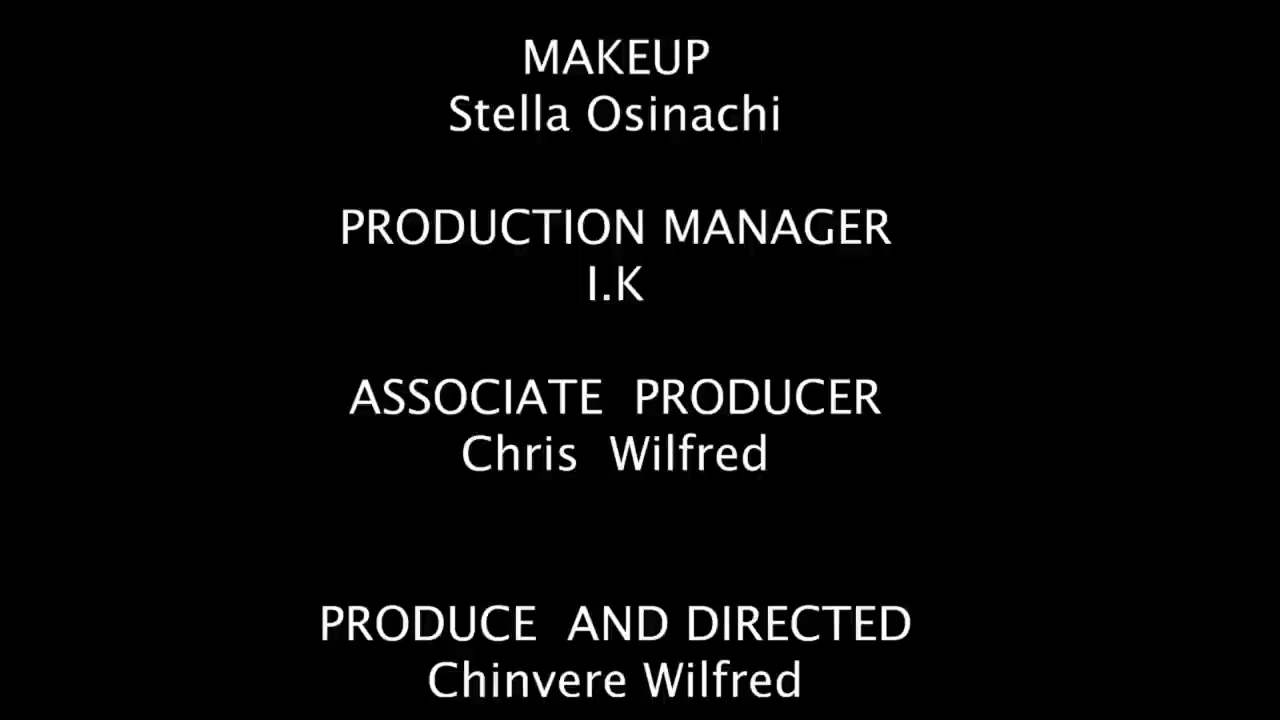 MAKEUP
Stella Osinachi
PRODUCTION MANAGER
I.K
ASSOCIATE  PRODUCER
Chris  Wilfred
PRODUCE  AND DIRECTED
Chinvere Wilfred